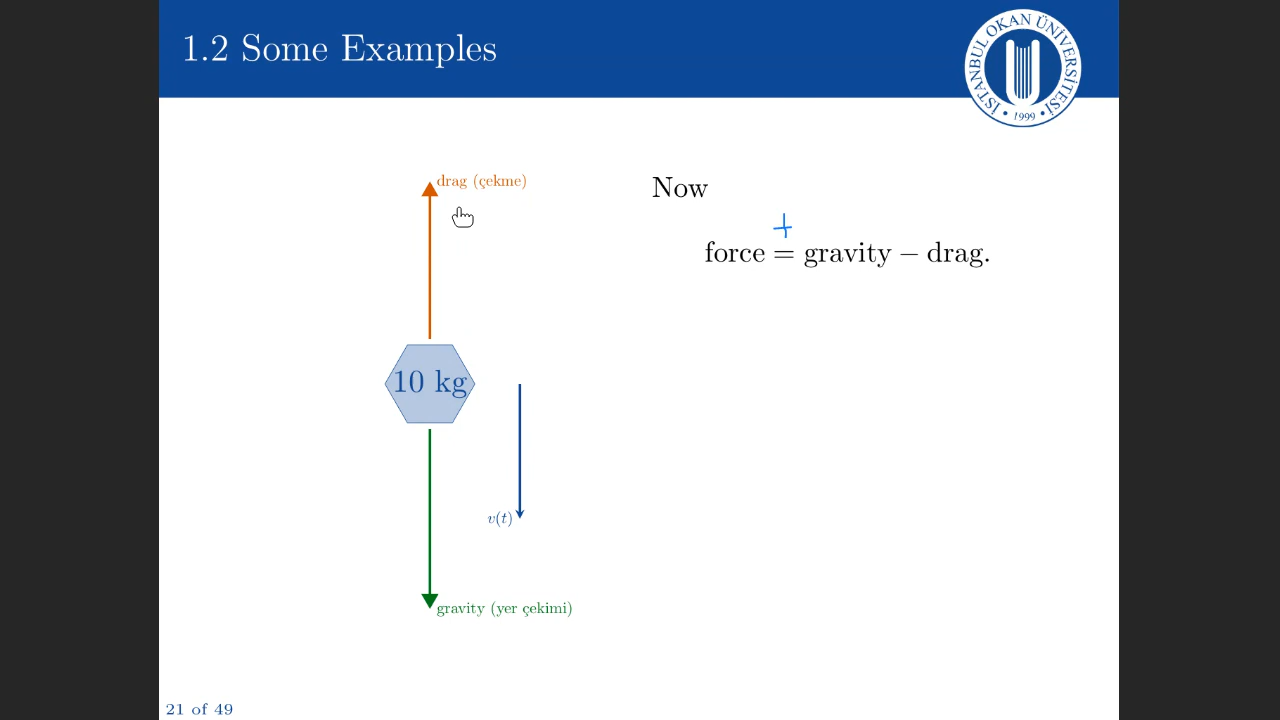 1.2 Some Examples
İSTANBUL OKAN ÜNİVERSİTESİ
• 1999 •
drag (çekme)
Now
+
force = gravity − drag.
10 kg
v(t)
gravity (yer çekimi)
21 of 49